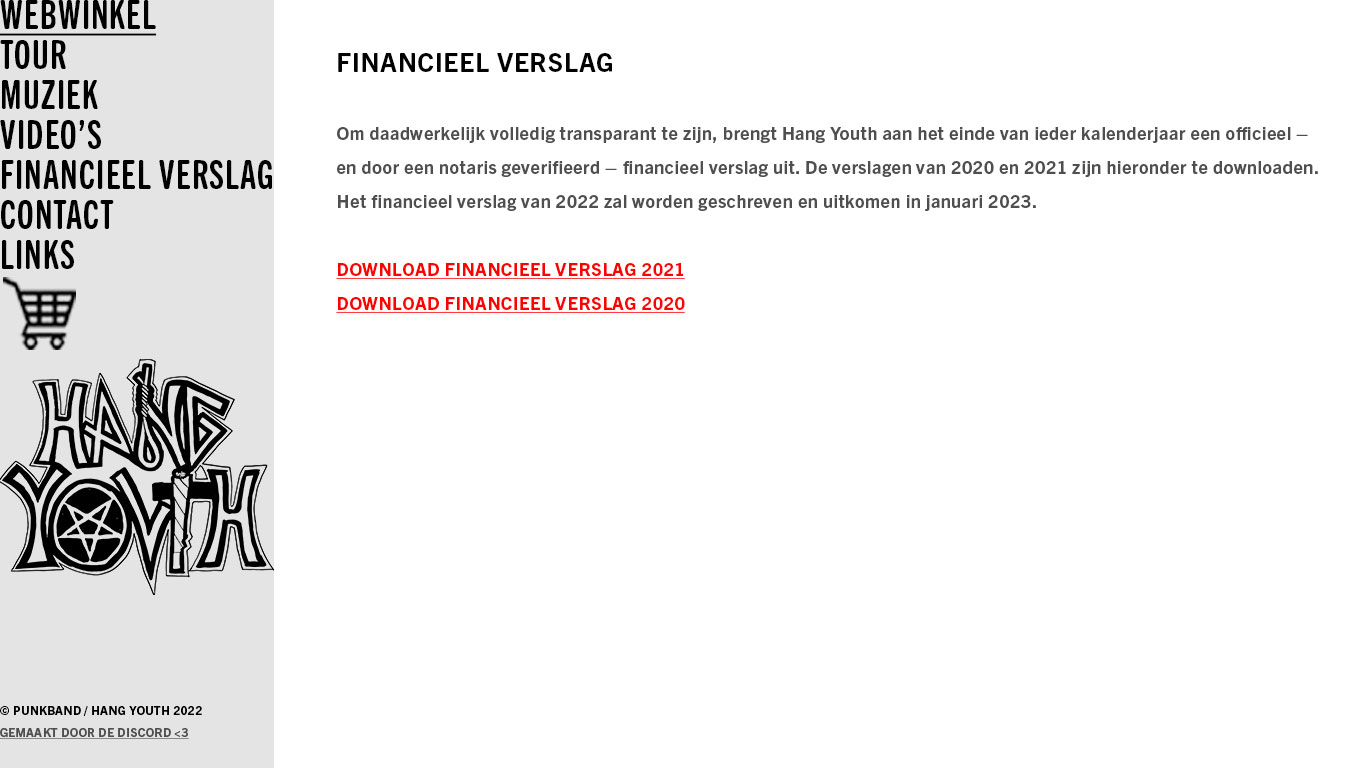 WEBWINKEL
TOUR
MUZIEK
VIDEO’S
FINANCIEEL VERSLAG
CONTACT
LINKS
HANG
YOUTH
© PUNKBAND / HANG YOUTH 2022
GEMAAKT DOOR DE DISCORD <3
FINANCIEEL VERSLAG
Om daadwerkelijk volledig transparant te zijn, brengt Hang Youth aan het einde van ieder kalenderjaar een officieel –
en door een notaris geverifieerd – financieel verslag uit. De verslagen van 2020 en 2021 zijn hieronder te downloaden.
Het financieel verslag van 2022 zal worden geschreven en uitkomen in januari 2023.
DOWNLOAD FINANCIEEL VERSLAG 2021
DOWNLOAD FINANCIEEL VERSLAG 2020